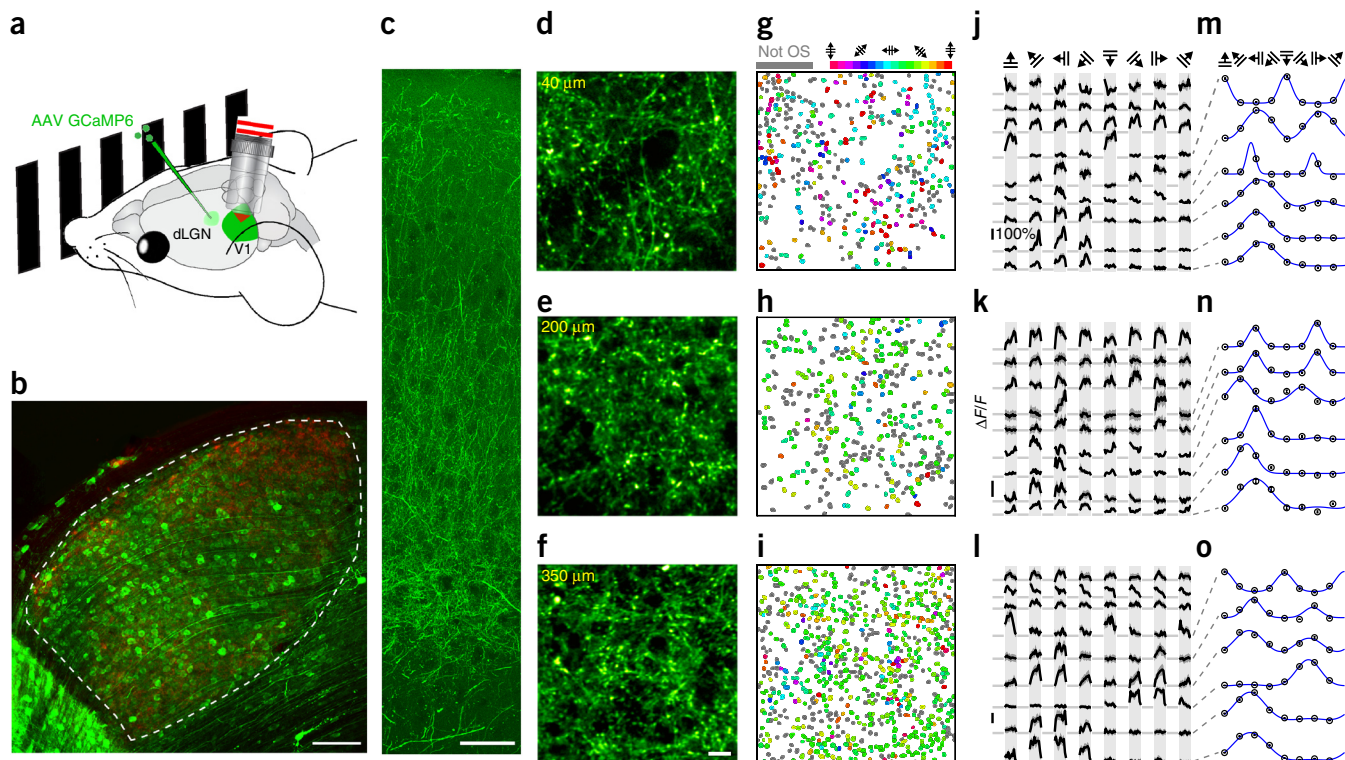 a
c
d
g
j
m
Not OS
40 µm
AAV GCaMP6
dLGN
V1
100%
e
h
k
n
200 µm
ΔF/F
b
f
i
l
o
350 µm